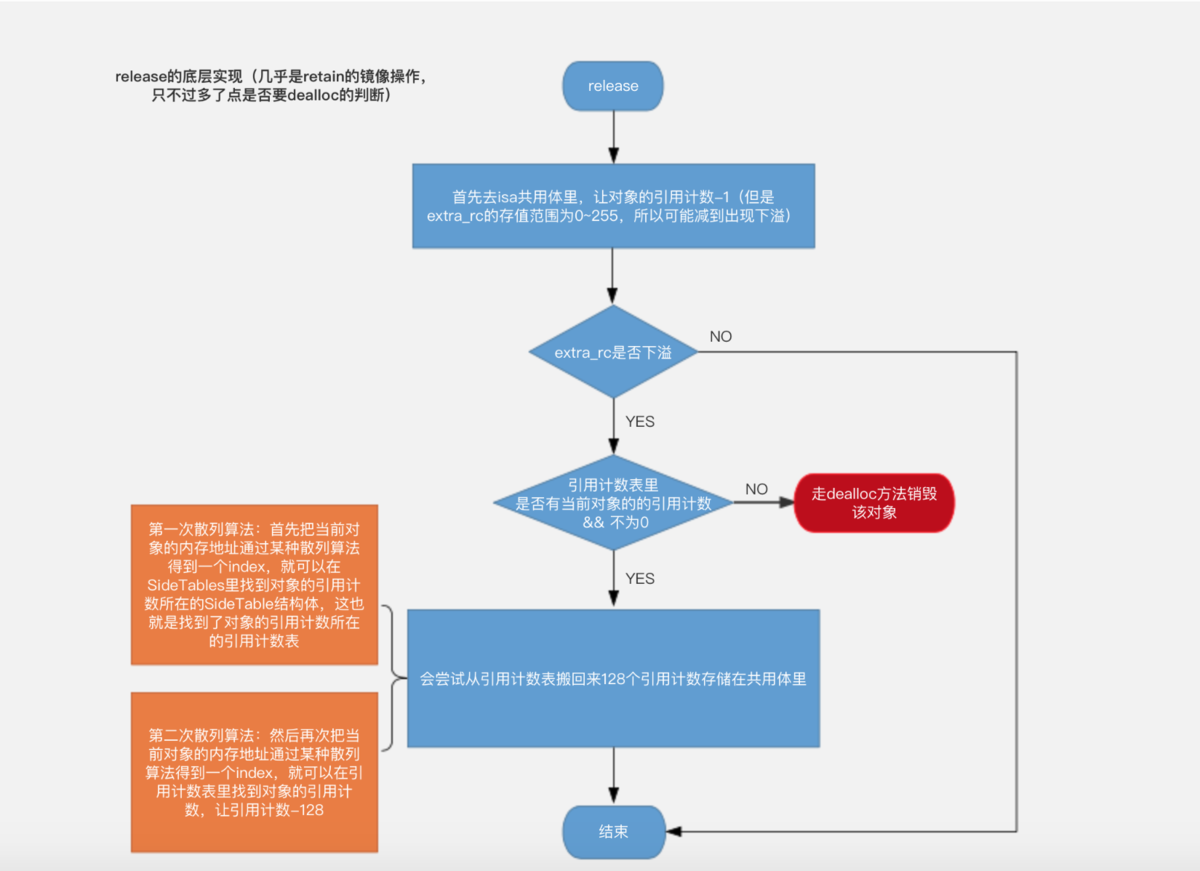 release的底层实现（几乎是retain的镜像操作，
只不过多了点是否要dealloc的判断）
release
首先去isa共用体里，让对象的引用计数-1（但是
extra_rc的存值范围为0~255，所以可能减到出现下溢）
extra_rc是否下溢
NO
YES
引用计数表里
是否有当前对象的的引用计数
&& 不为0
NO
走dealloc方法销毁
该对象
YES
第一次散列算法：首先把当前对
象的内存地址通过某种散列算法
得到一个index，就可以在
SideTables里找到对象的引用计
数所在的SideTable结构体，这也
就是找到了对象的引用计数所在
的引用计数表
会尝试从引用计数表搬回来128个引用计数存储在共用体里
第二次散列算法：然后再次把当
前对象的内存地址通过某种散列
算法得到一个index，就可以在引
用计数表里找到对象的引用计
数，让引用计数-128
结束